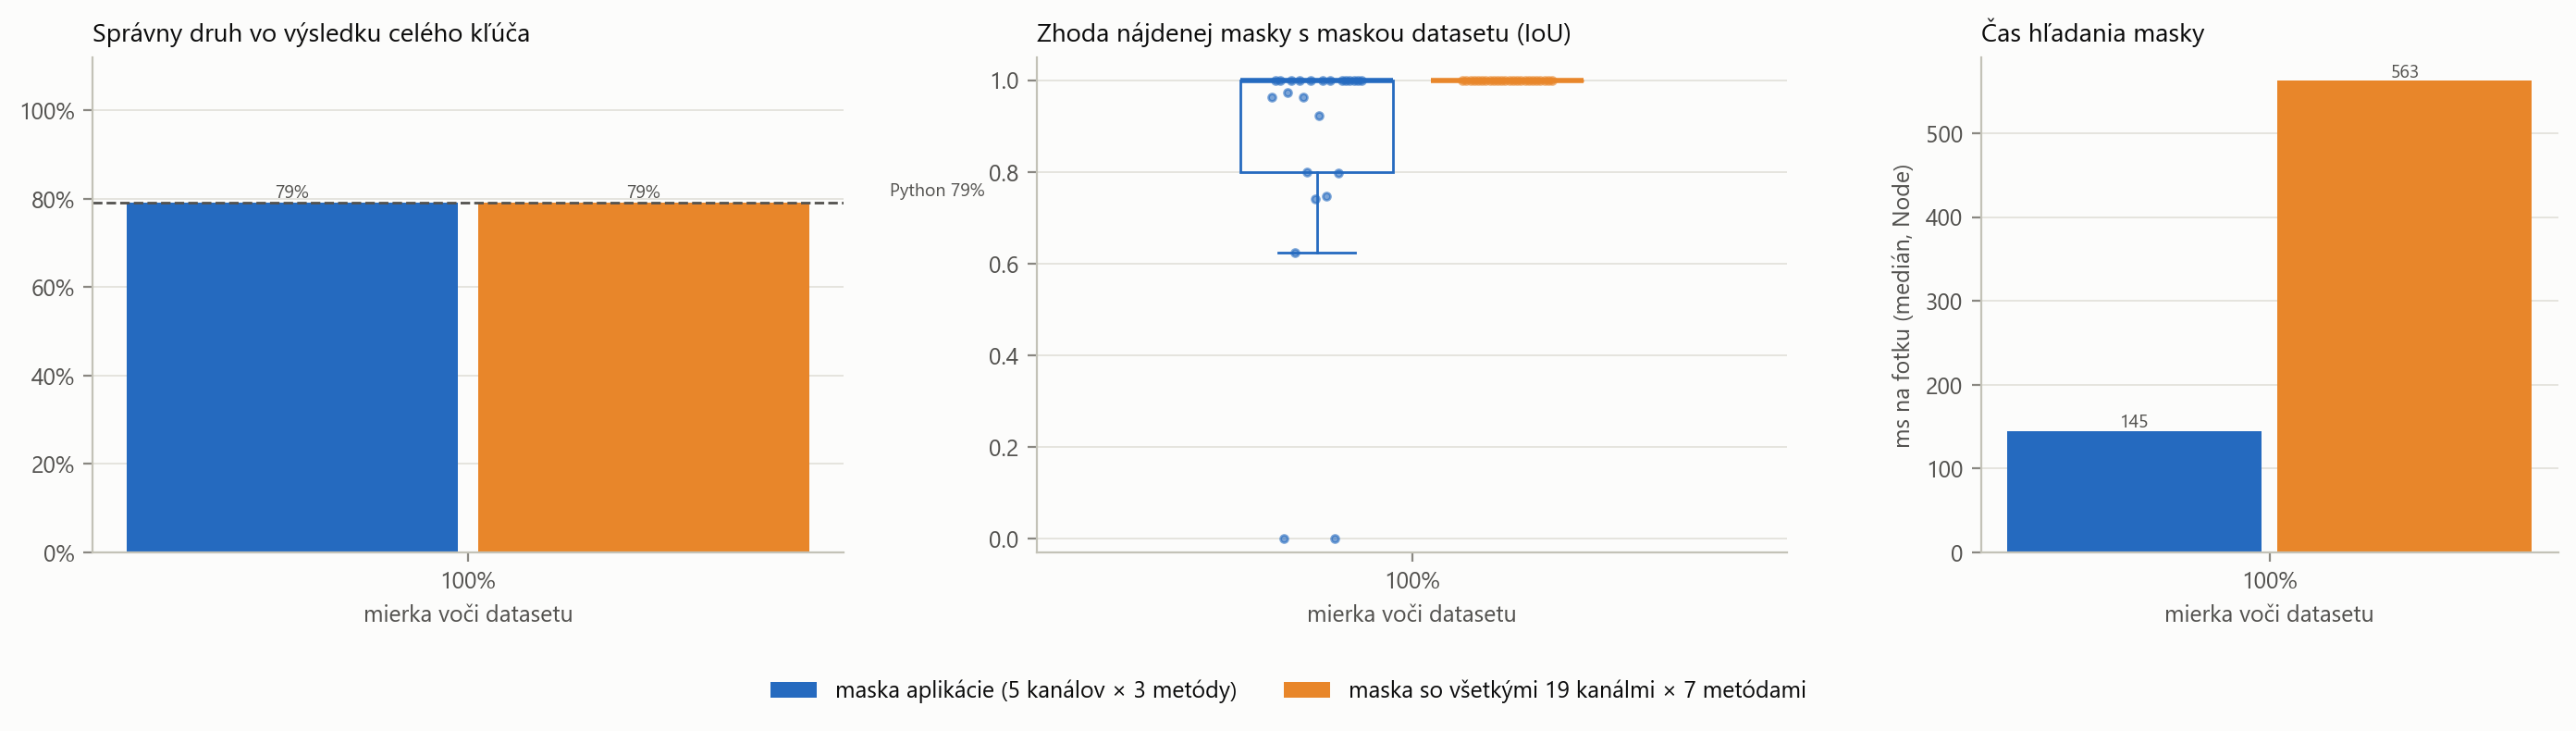 Správny druh vo výsledku celého kľúča
100%
80%
60%
40%
20%
0%
79%
79%
Python 79%
100%
mierka voči datasetu
Zhoda nájdenej masky s maskou datasetu (IoU)
1.0
0.8
0.6
0.4
0.2
0.0
100%
mierka voči datasetu
Čas hľadania masky
ms na fotku (medián, Node)
500
400
300
200
100
0
145
563
100%
mierka voči datasetu
maska aplikácie (5 kanálov × 3 metódy)
maska so všetkými 19 kanálmi × 7 metódami